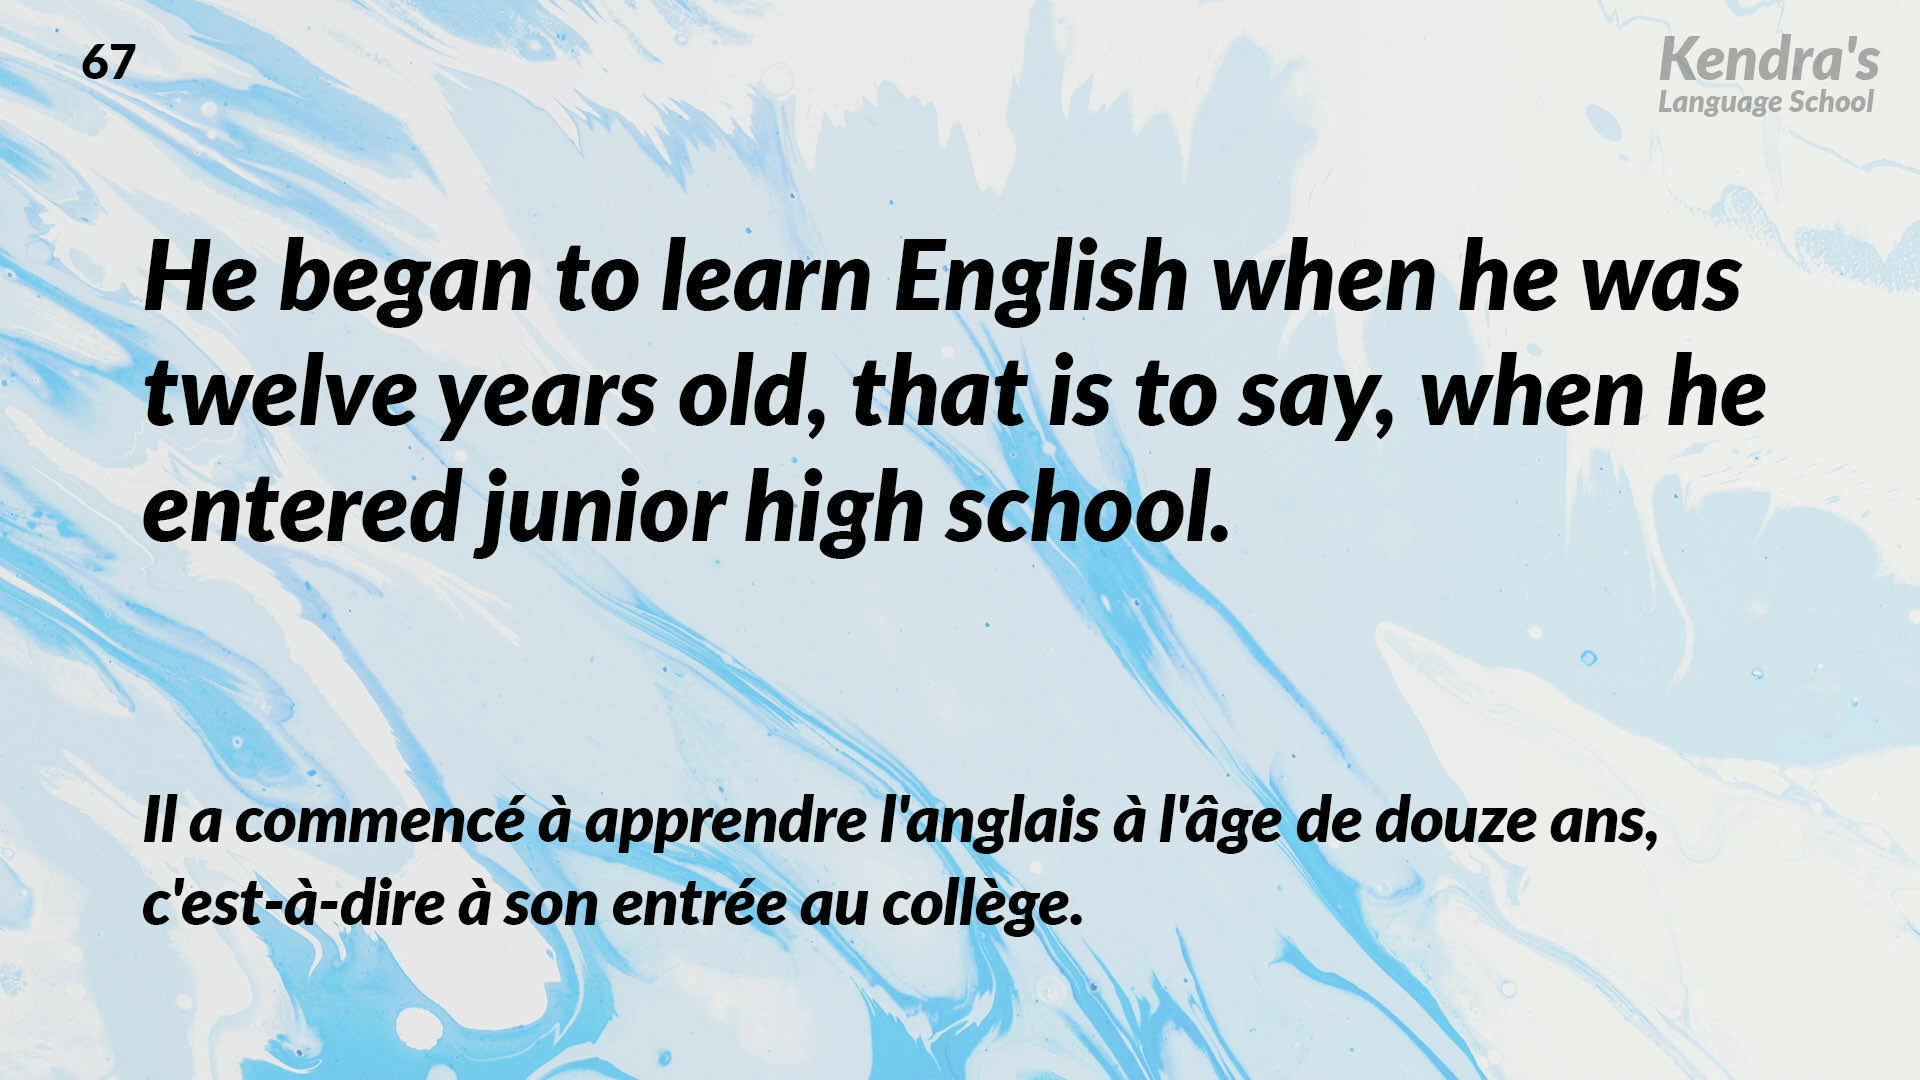 67
Kendra's
Language School
He began to learn English when he was
twelve years old, that is to say, when he
entered junior high school.
Il a commencé à apprendre l'anglais à l'âge de douze ans,
c'est-à-dire à son entrée au collège.